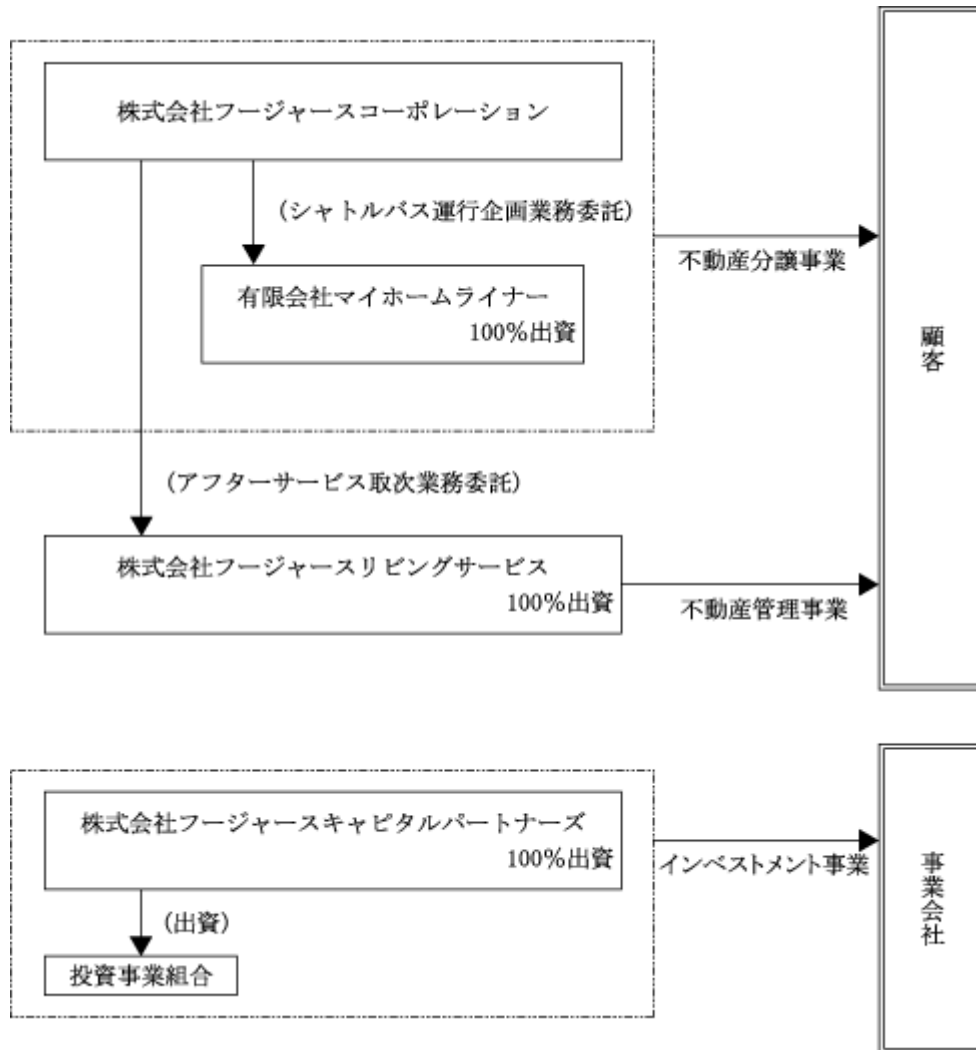 株式会社フージャースコーポレーション
(シャトルバス運行企画業務委託)
不動産分譲事業
有限会社マイホームライナー
100%出資
顧客
(アフターサービス取次業務委託)
株式会社フージャースリビングサービス
100%出資
不動産管理事業
株式会社フージャースキャピタルパートナーズ
100%出資
インベストメント事業
事業会社
(出資)
投資事業組合